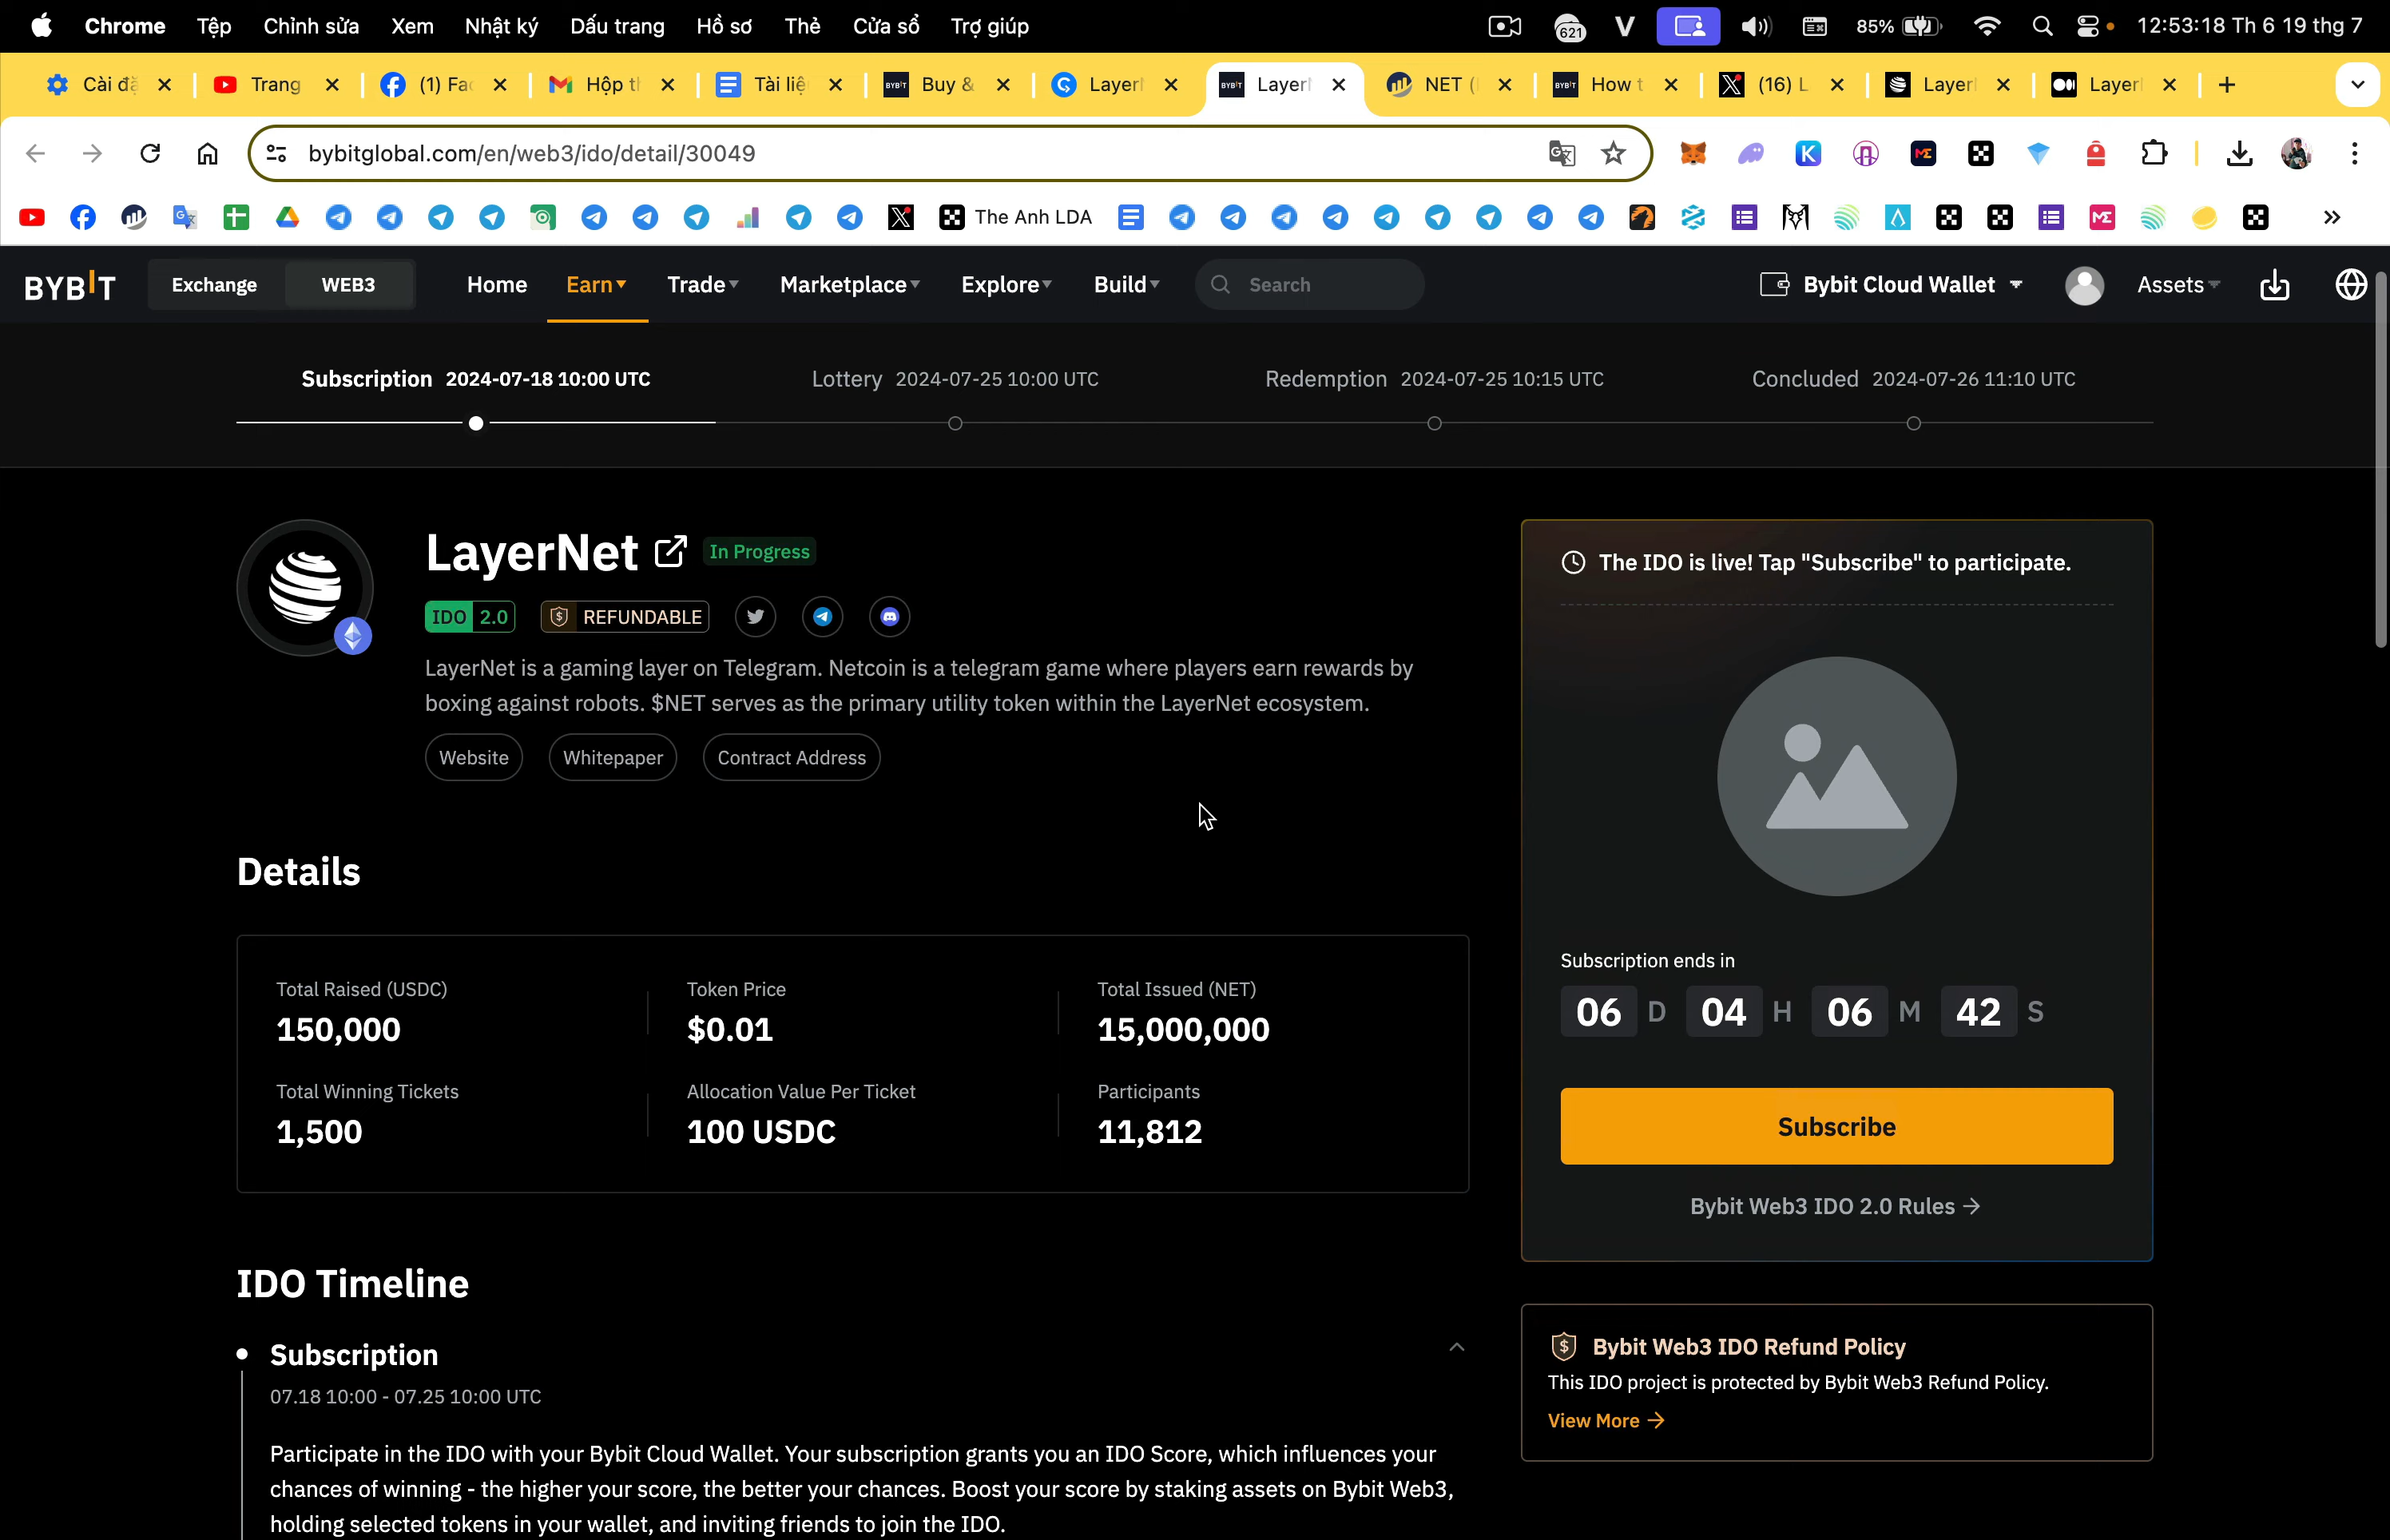 Chrome Tệp Chỉnh sửa Xem Nhật ký Dấu trang Hồ sơ Thẻ Cửa sổ Trợ giúp 621 85% 12:53:18 Th 6 19 thg 7
Cài đặ Trang (1) Fac Hộp th Tài liệ Buy & LayerN LayerN NET ( How t (16) L Layer Layer
bybitglobal.com/en/web3/ido/detail/30049
The Anh LDA
BYBIT Exchange WEB3 Home Earn Trade Marketplace Explore Build Search Bybit Cloud Wallet Assets
Subscription 2024-07-18 10:00 UTC Lottery 2024-07-25 10:00 UTC Redemption 2024-07-25 10:15 UTC Concluded 2024-07-26 11:10 UTC
LayerNet In Progress
IDO 2.0 REFUNDABLE
LayerNet is a gaming layer on Telegram. Netcoin is a telegram game where players earn rewards by
boxing against robots. $NET serves as the primary utility token within the LayerNet ecosystem.
Website Whitepaper Contract Address
Details
Total Raised (USDC) Token Price Total Issued (NET)
150,000 $0.01 15,000,000
Total Winning Tickets Allocation Value Per Ticket Participants
1,500 100 USDC 11,812
IDO Timeline
Subscription
07.18 10:00 - 07.25 10:00 UTC
Participate in the IDO with your Bybit Cloud Wallet. Your subscription grants you an IDO Score, which influences your
chances of winning - the higher your score, the better your chances. Boost your score by staking assets on Bybit Web3,
holding selected tokens in your wallet, and inviting friends to join the IDO.
The IDO is live! Tap "Subscribe" to participate.
Subscription ends in
06 D 04 H 06 M 42 S
Subscribe
Bybit Web3 IDO 2.0 Rules →
Bybit Web3 IDO Refund Policy
This IDO project is protected by Bybit Web3 Refund Policy.
View More →